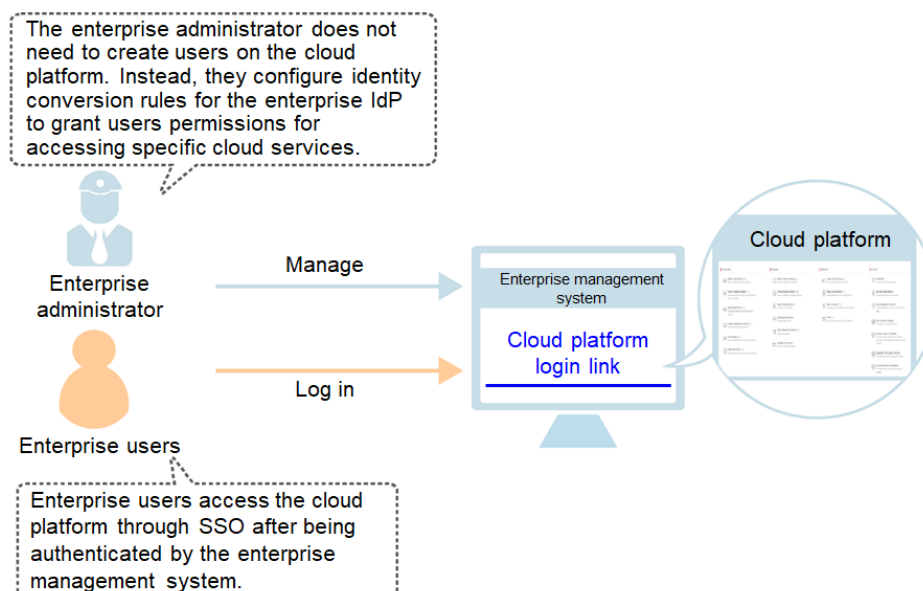 The enterprise administrator does not
need to create users on the cloud
platform. Instead, they configure identity
conversion rules for the enterprise IdP
to grant users permissions for
accessing specific cloud services.
Enterprise
administrator
Manage
Enterprise management
system
Cloud platform
login link
Cloud platform
Log in
Enterprise users
Enterprise users access the cloud
platform through SSO after being
authenticated by the enterprise
management system.